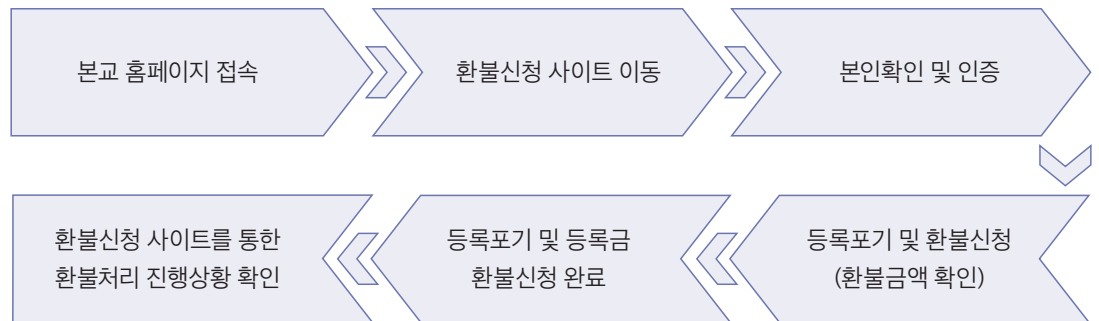 본교 홈페이지 접속
환불신청 사이트 이동
본인확인 및 인증
등록포기 및 환불신청
(환불금액 확인)
등록포기 및 등록금
환불신청 완료
환불신청 사이트를 통한
환불처리 진행상황 확인